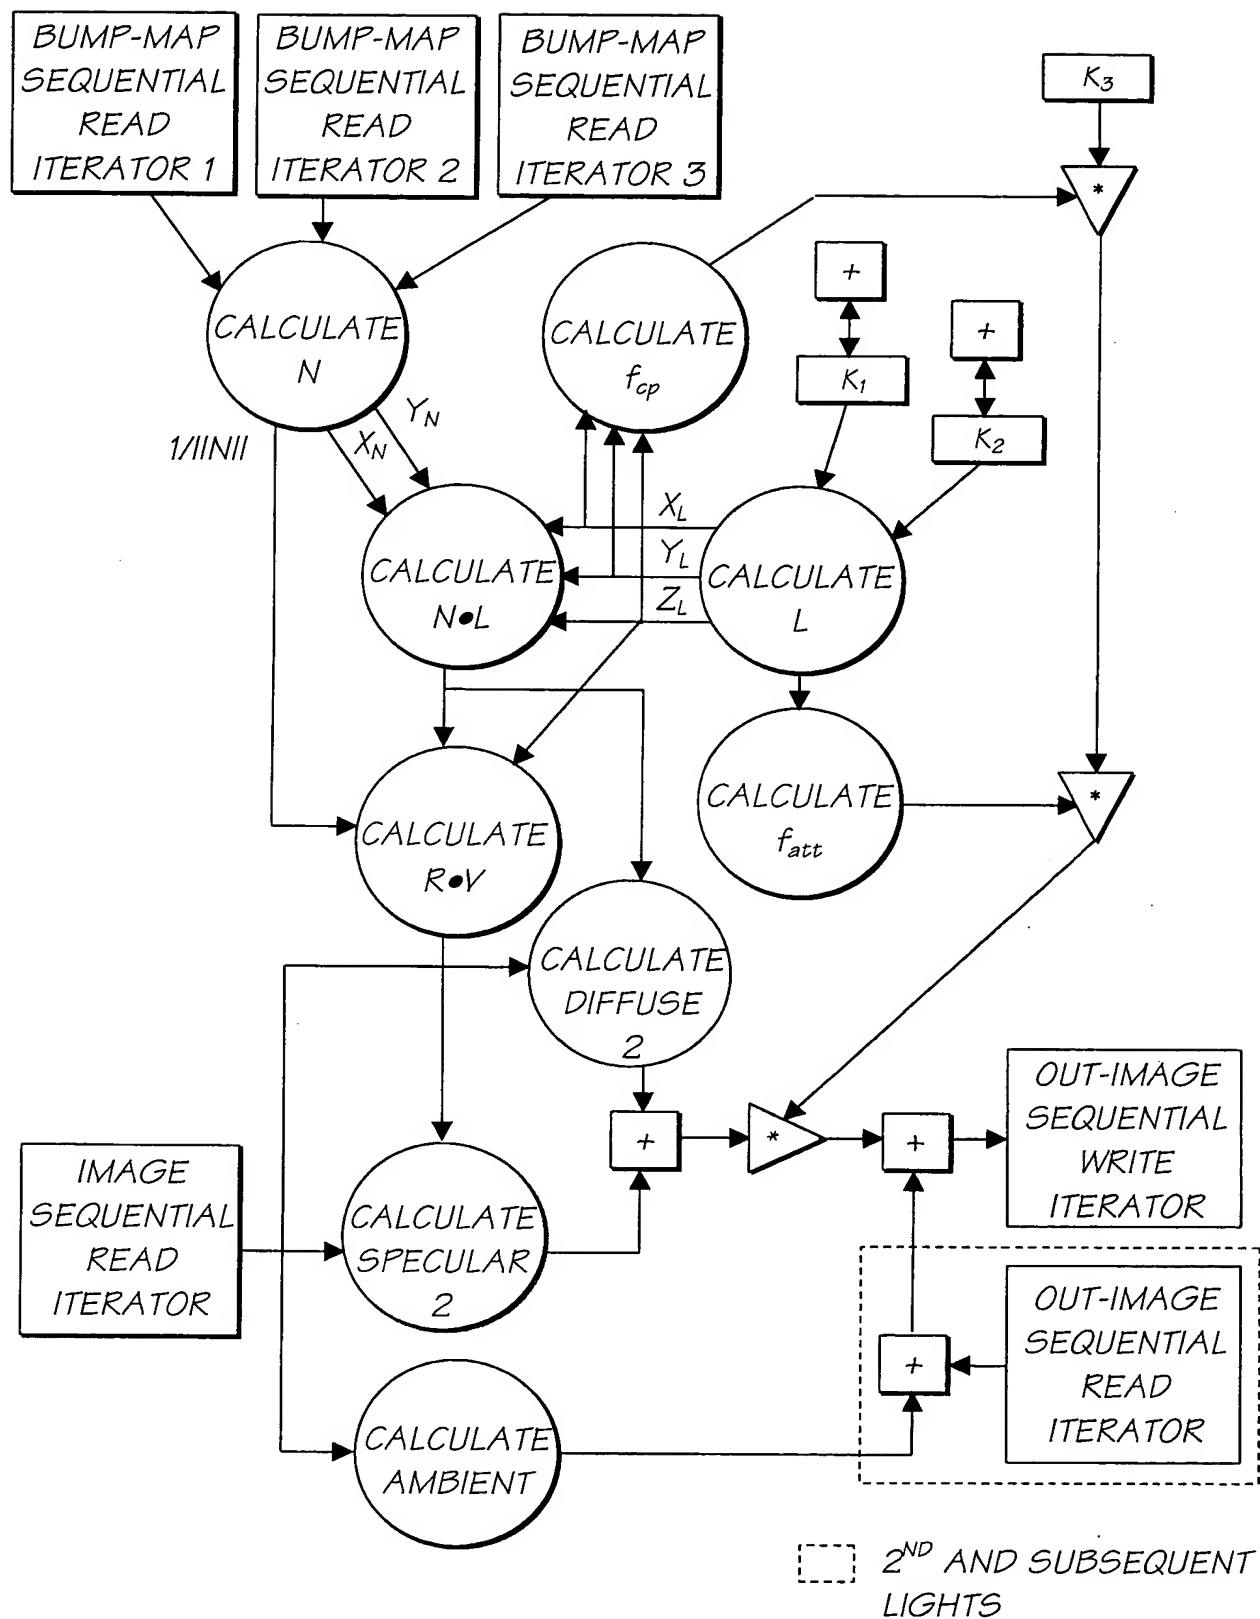 BUMP-MAP
SEQUENTIAL
READ
ITERATOR 1
BUMP-MAP
SEQUENTIAL
READ
ITERATOR 2
BUMP-MAP
SEQUENTIAL
READ
ITERATOR 3
K3
*
CALCULATE
N
CALCULATE
fcp
+
+
K1
K2
1/||N||
XN
YN
CALCULATE
N•L
XL
YL
ZL
CALCULATE
L
CALCULATE
R•V
CALCULATE
fatt
*
CALCULATE
DIFFUSE
2
+
*
+
OUT-IMAGE
SEQUENTIAL
WRITE
ITERATOR
IMAGE
SEQUENTIAL
READ
ITERATOR
CALCULATE
SPECULAR
2
+
OUT-IMAGE
SEQUENTIAL
READ
ITERATOR
CALCULATE
AMBIENT
2ND AND SUBSEQUENT
LIGHTS